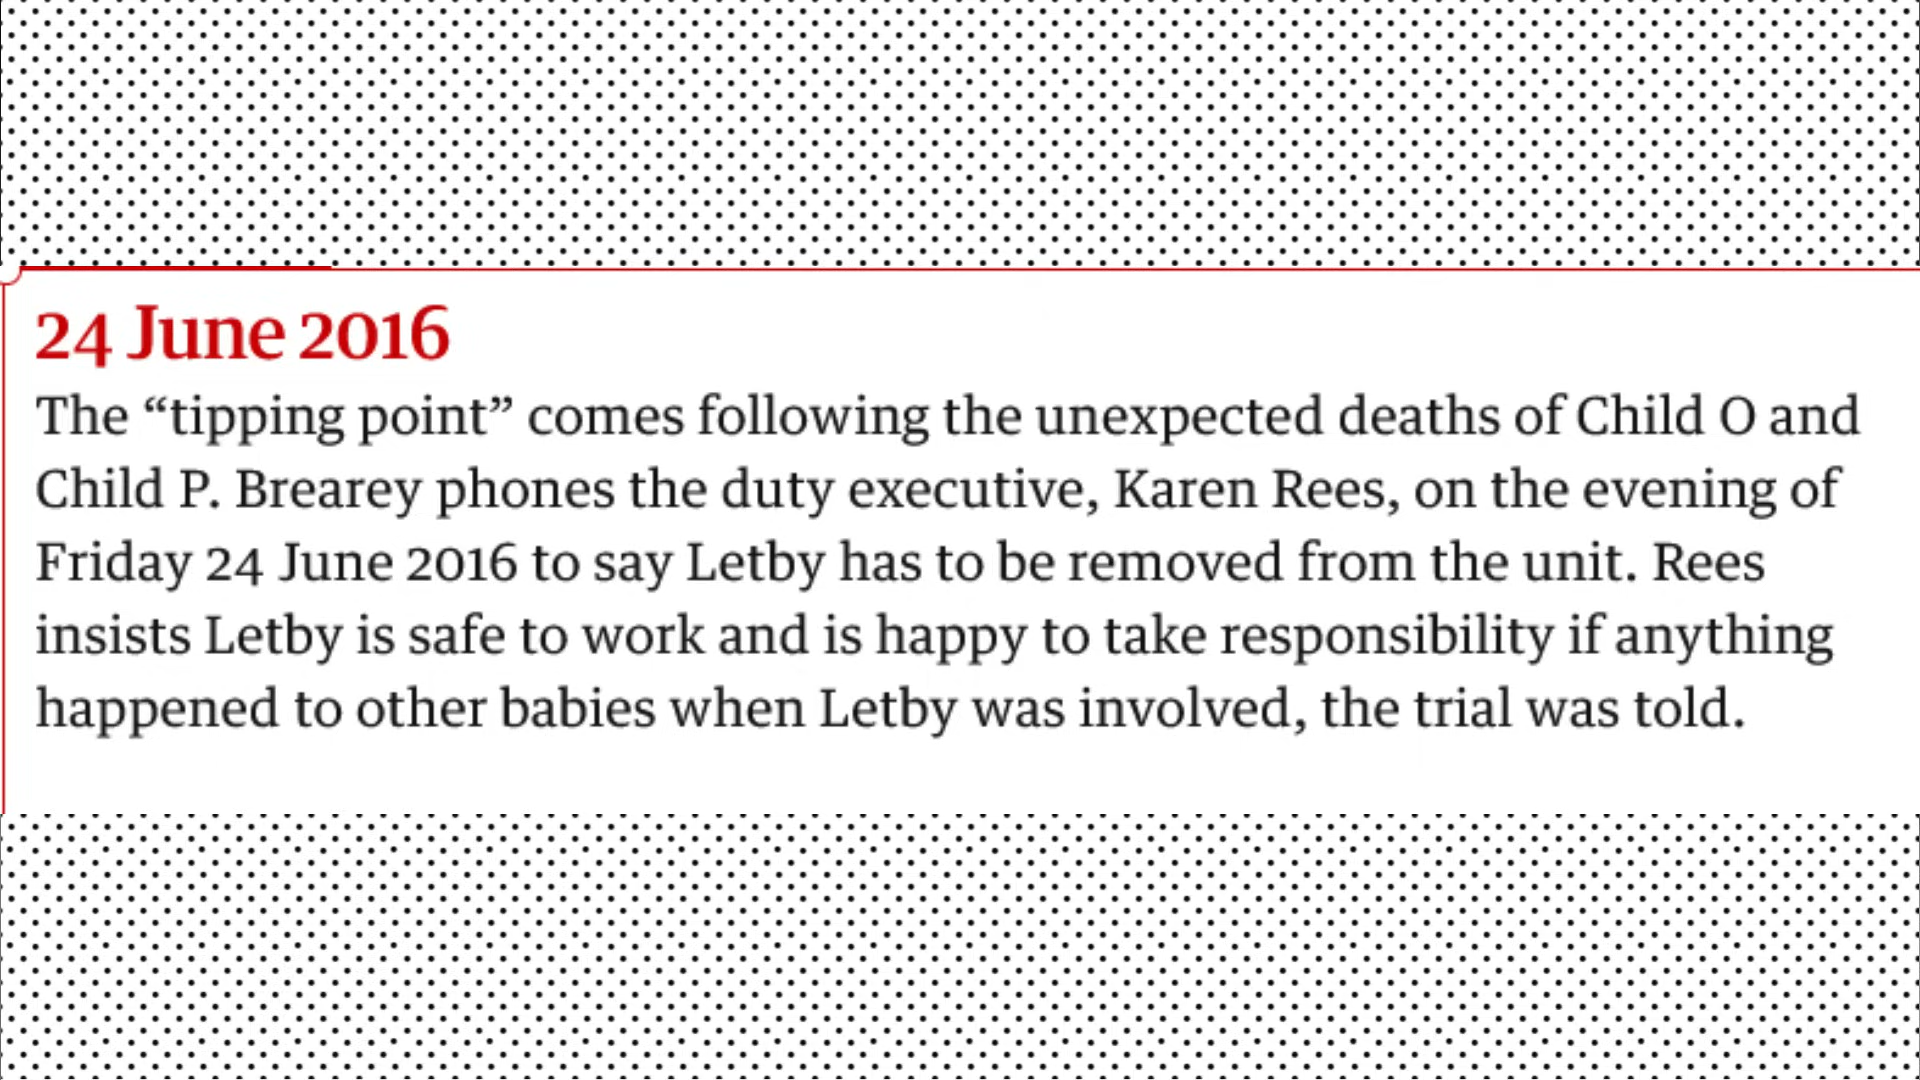 24 June 2016
The “tipping point” comes following the unexpected deaths of Child O and
Child P. Brearey phones the duty executive, Karen Rees, on the evening of
Friday 24 June 2016 to say Letby has to be removed from the unit. Rees
insists Letby is safe to work and is happy to take responsibility if anything
happened to other babies when Letby was involved, the trial was told.